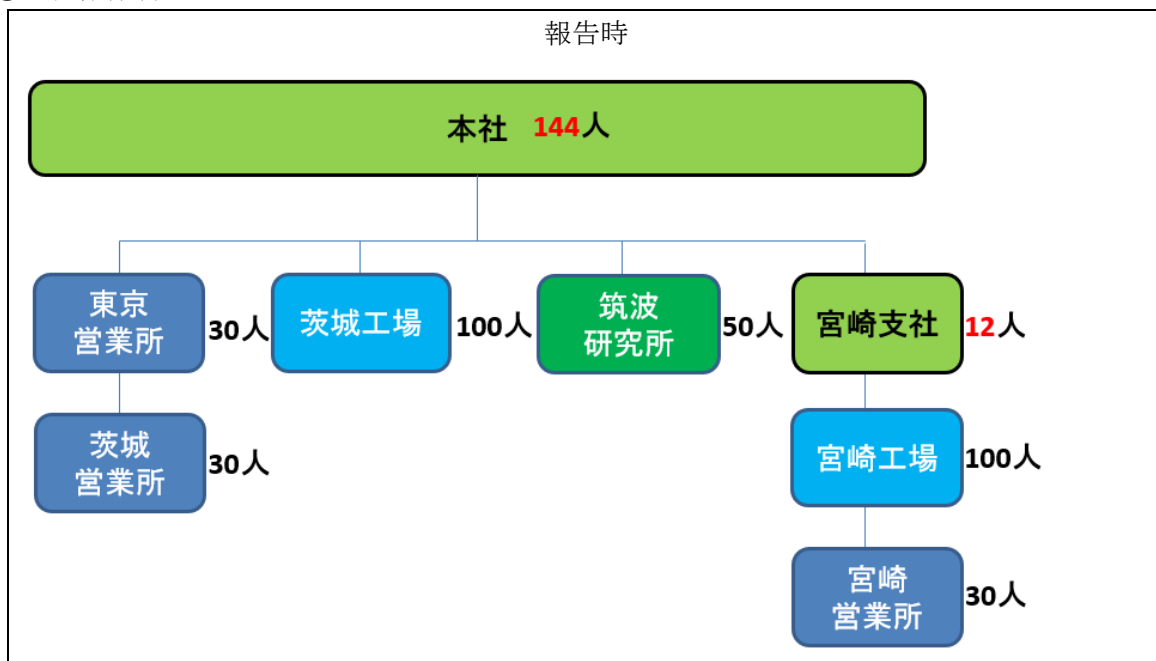 報告時
本社 144人
東京
営業所
30人
茨城工場
100人
筑波
研究所
50人
宮崎支社
12人
茨城
営業所
30人
宮崎工場
100人
宮崎
営業所
30人